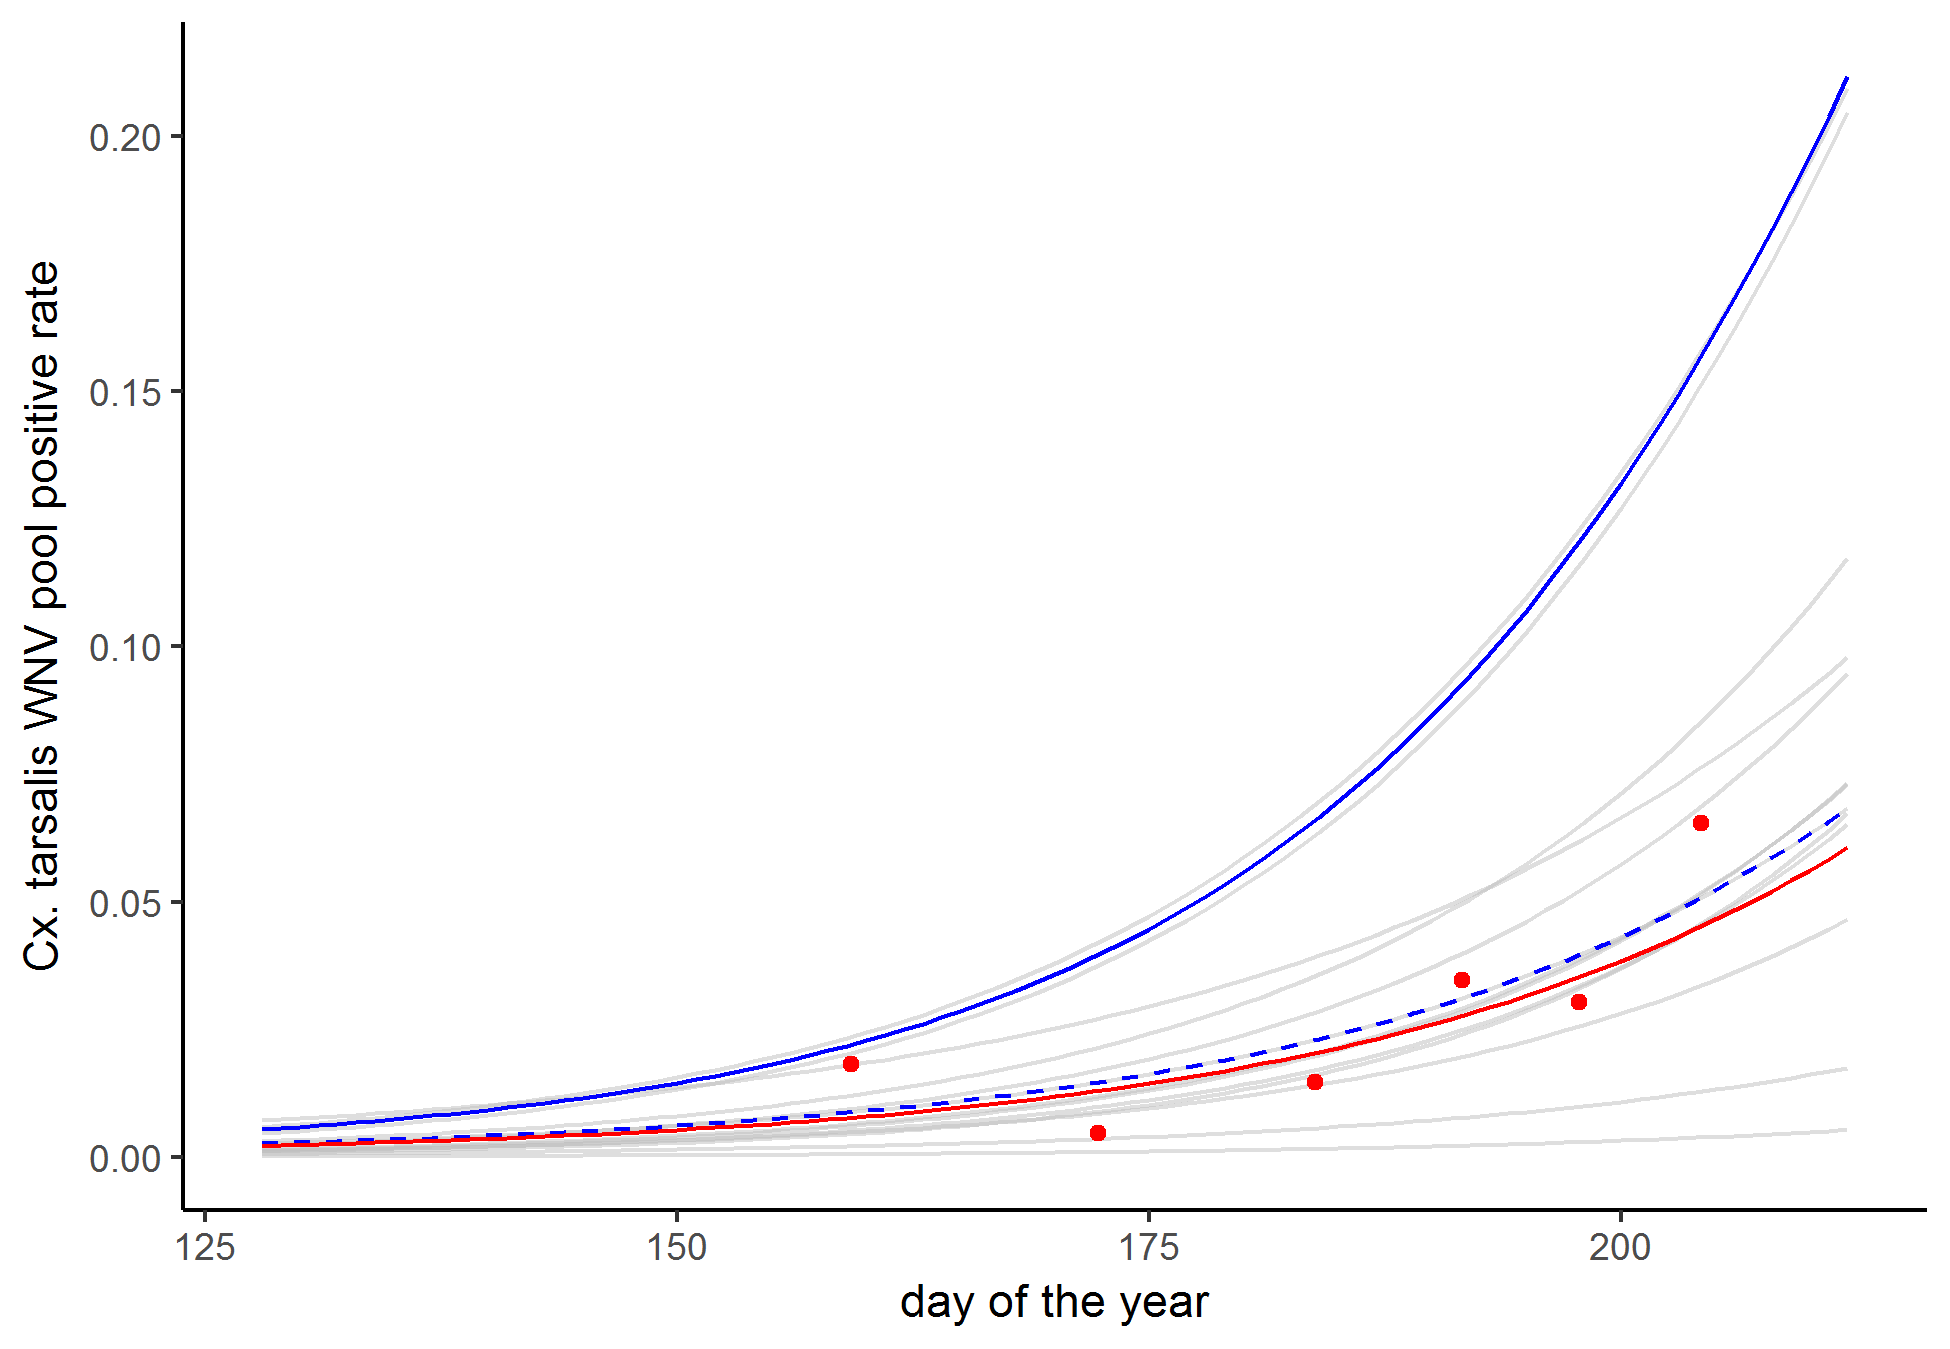 Cx. tarsalis WNV pool positive rate
0.20
0.15
0.10
0.05
0.00
125 150 175 200
day of the year